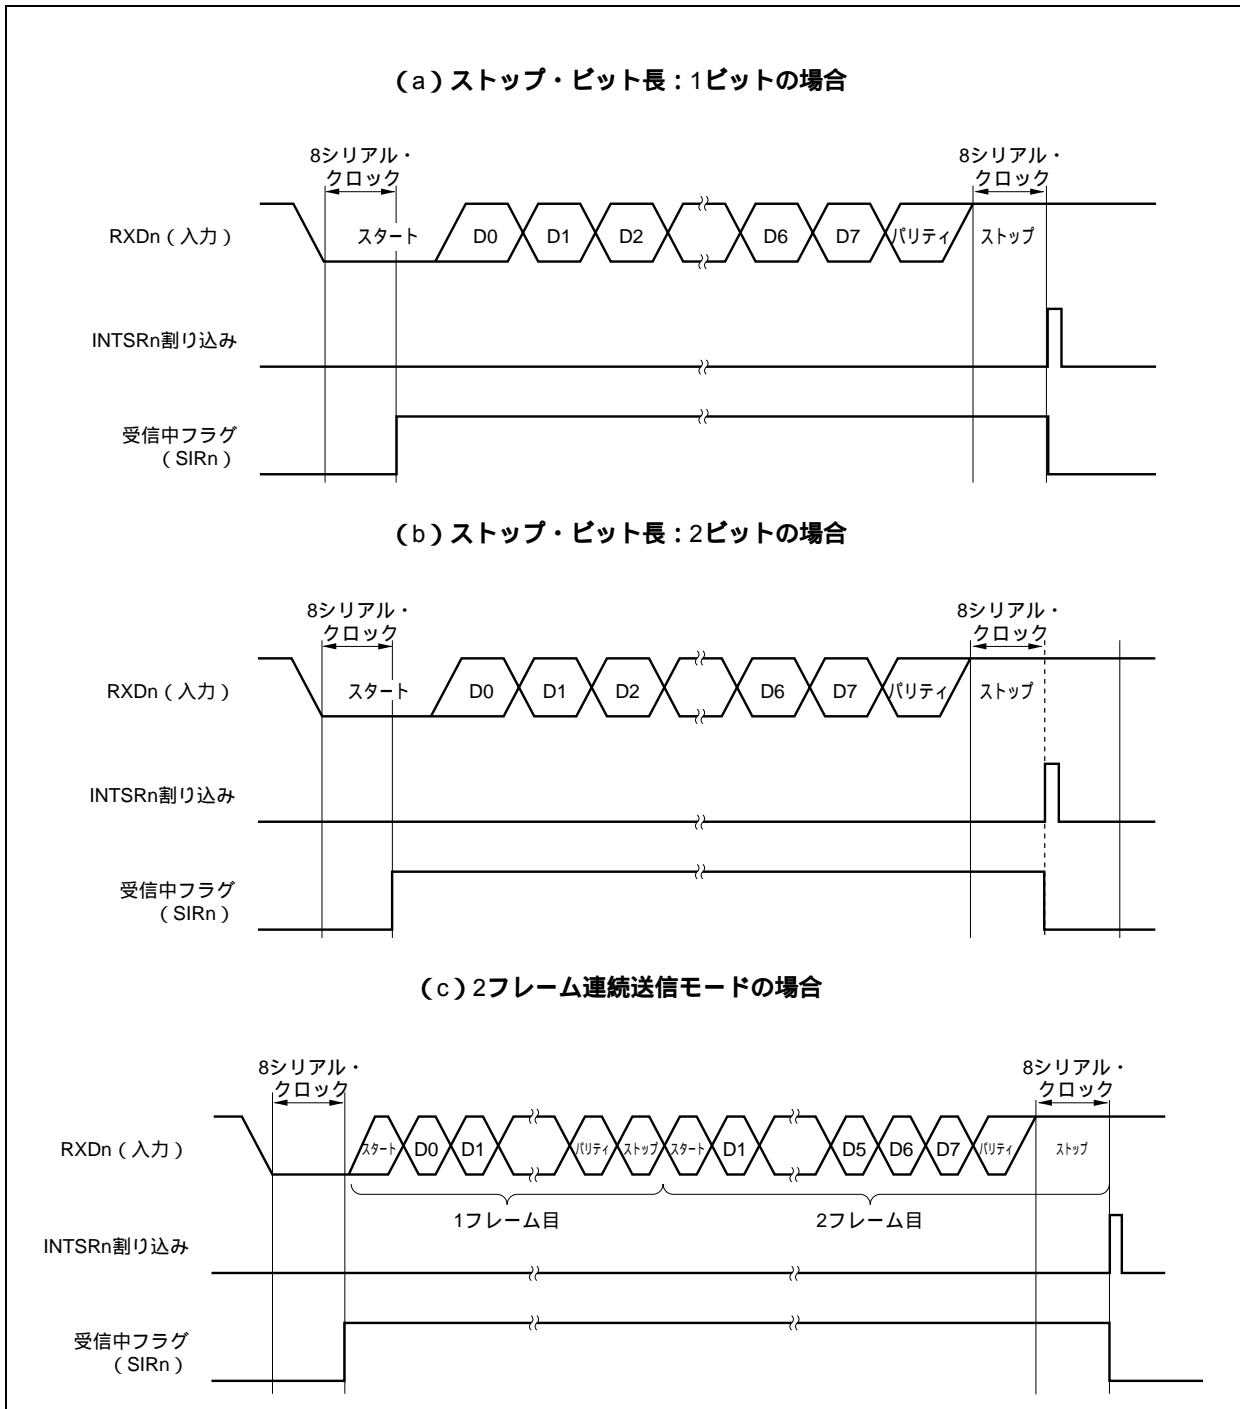 （a）ストップ・ビット長：1ビットの場合
8シリアル・
クロック
8シリアル・
クロック
RXDn（入力）
スタート
D0
D1
D2
D6
D7
パリティ
ストップ
INTSRn割り込み
受信中フラグ
（SIRn）
（b）ストップ・ビット長：2ビットの場合
8シリアル・
クロック
8シリアル・
クロック
RXDn（入力）
スタート
D0
D1
D2
D6
D7
パリティ
ストップ
INTSRn割り込み
受信中フラグ
（SIRn）
（c）2フレーム連続送信モードの場合
8シリアル・
クロック
8シリアル・
クロック
RXDn（入力）
スタート
D0
D1
パリティ
ストップ
スタート
D1
D5
D6
D7
パリティ
ストップ
1フレーム目
2フレーム目
INTSRn割り込み
受信中フラグ
（SIRn）